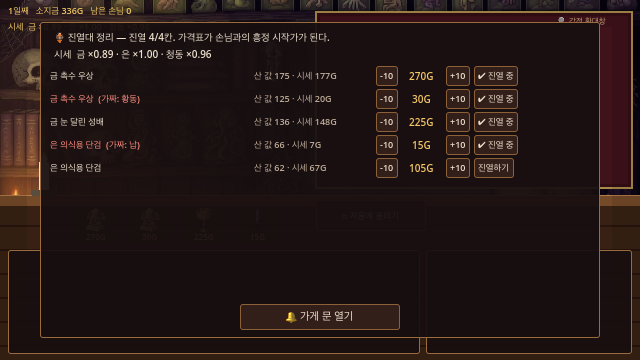 1일째 소지금 336G 남은 손님 0
시세 금
감정 확대창
진열대 정리 — 진열 4/4칸. 가격표가 손님과의 흥정 시작가가 된다.
시세 금 ×0.89 · 은 ×1.00 · 청동 ×0.96
금 촉수 우상 산 값 175 · 시세 177G -10 270G +10 ✔ 진열 중
금 촉수 우상 (가짜: 황동) 산 값 125 · 시세 20G -10 30G +10 ✔ 진열 중
금 눈 달린 성배 산 값 136 · 시세 148G -10 225G +10 ✔ 진열 중
은 의식용 단검 (가짜: 납) 산 값 66 · 시세 7G -10 15G +10 ✔ 진열 중
은 의식용 단검 산 값 62 · 시세 67G -10 105G +10 진열하기
가게 문 열기